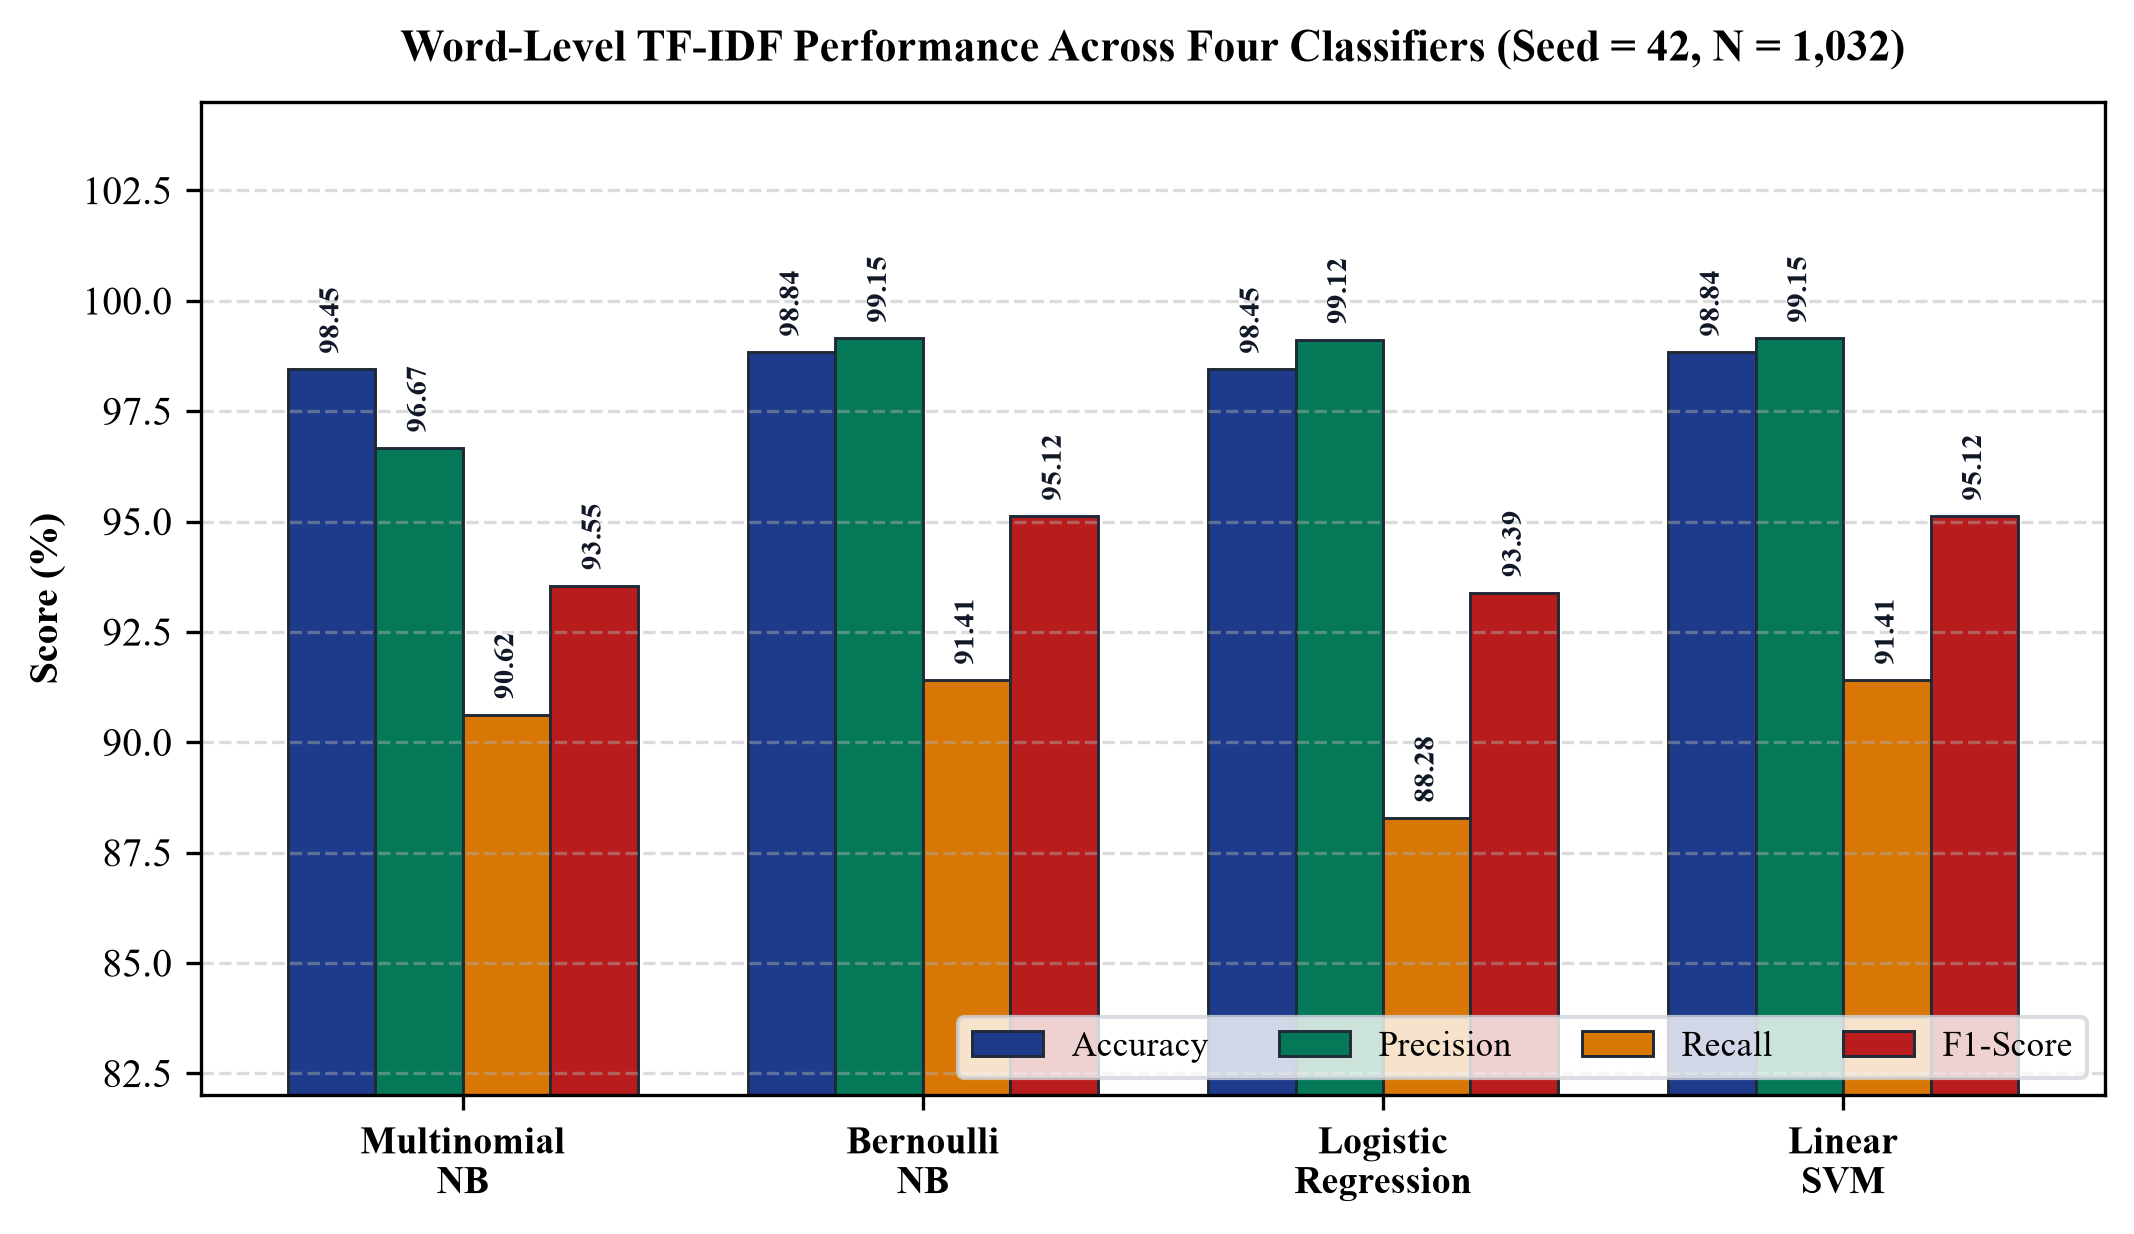 Word-Level TF-IDF Performance Across Four Classifiers (Seed = 42, N = 1,032)
Score (%)
102.5
100.0
97.5
95.0
92.5
90.0
87.5
85.0
82.5
98.45
96.67
90.62
93.55
98.84
99.15
91.41
95.12
98.45
99.12
88.28
93.39
98.84
99.15
91.41
95.12
Accuracy Precision Recall F1-Score
Multinomial
NB
Bernoulli
NB
Logistic
Regression
Linear
SVM